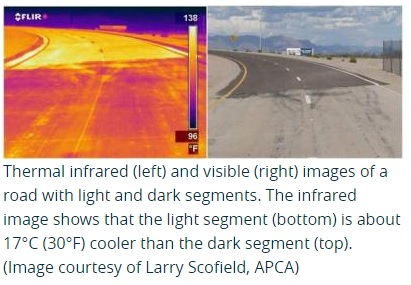 FLIR 138
96
°F
Thermal infrared (left) and visible (right) images of a
road with light and dark segments. The infrared
image shows that the light segment (bottom) is about
17°C (30°F) cooler than the dark segment (top).
(Image courtesy of Larry Scofield, APCA)